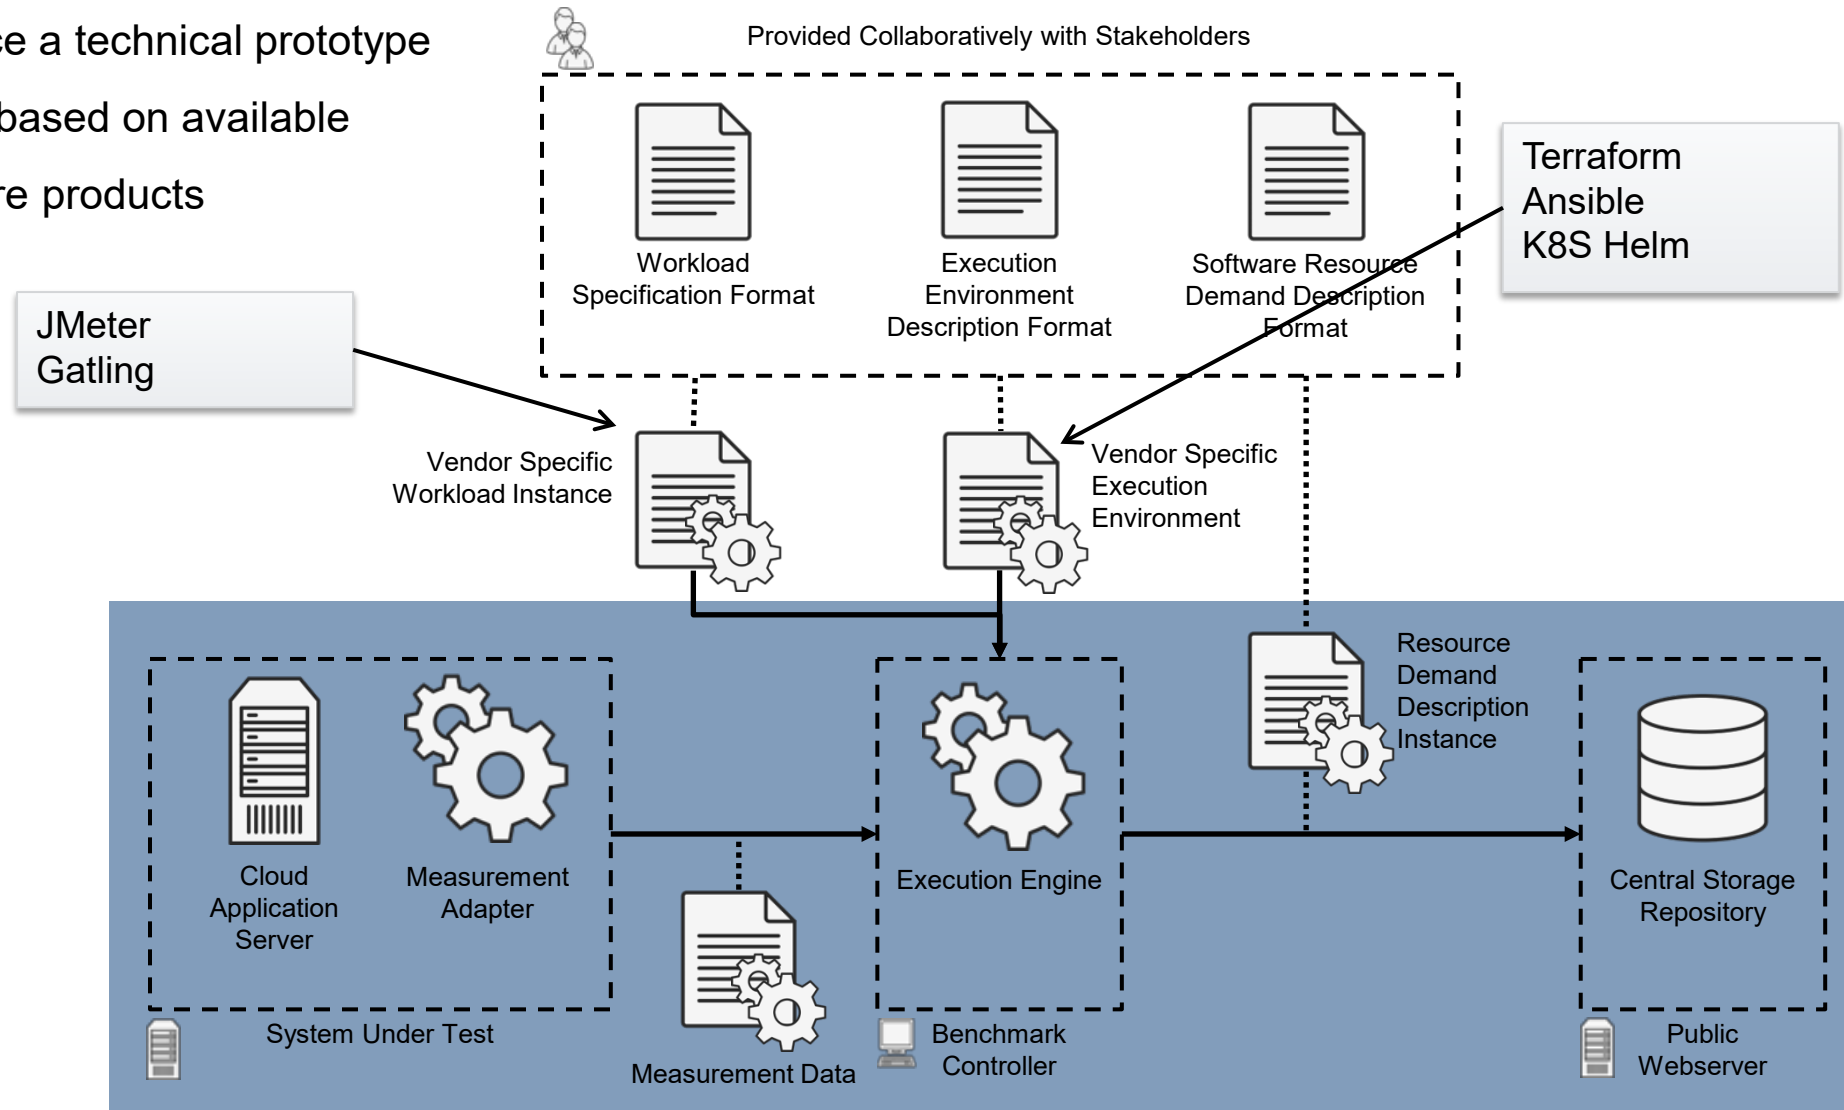 ce a technical prototype
based on available
re products
Provided Collaboratively with Stakeholders
Workload
Specification Format
Execution
Environment
Description Format
Software Resource
Demand Description
Format
Terraform
Ansible
K8S Helm
JMeter
Gatling
Vendor Specific
Workload Instance
Vendor Specific
Execution
Environment
Resource
Demand
Description
Instance
Cloud
Application
Server
Measurement
Adapter
Execution Engine
Central Storage
Repository
System Under Test
Measurement Data
Benchmark
Controller
Public
Webserver